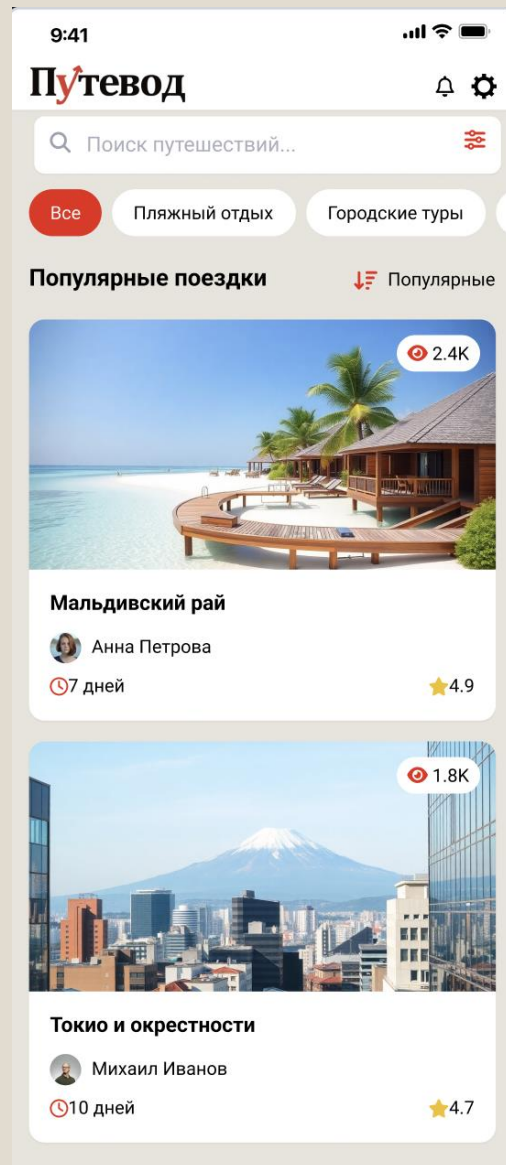 9:41
Путевод
Поиск путешествий...
Все
Пляжный отдых
Городские туры
Популярные поездки
Популярные
2.4K
Мальдивский рай
Анна Петрова
7 дней
4.9
1.8K
Токио и окрестности
Михаил Иванов
10 дней
4.7